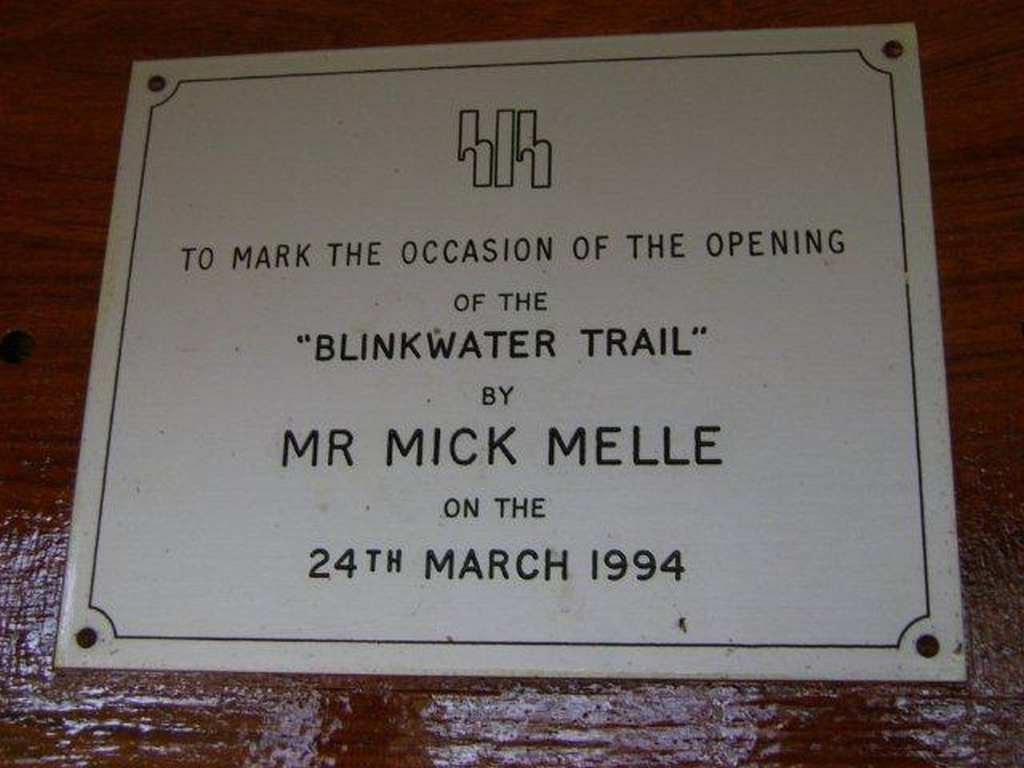 TO MARK THE OCCASION OF THE OPENING
OF THE
"BLINKWATER TRAIL"
BY
MR MICK MELLE
ON THE
24TH MARCH 1994